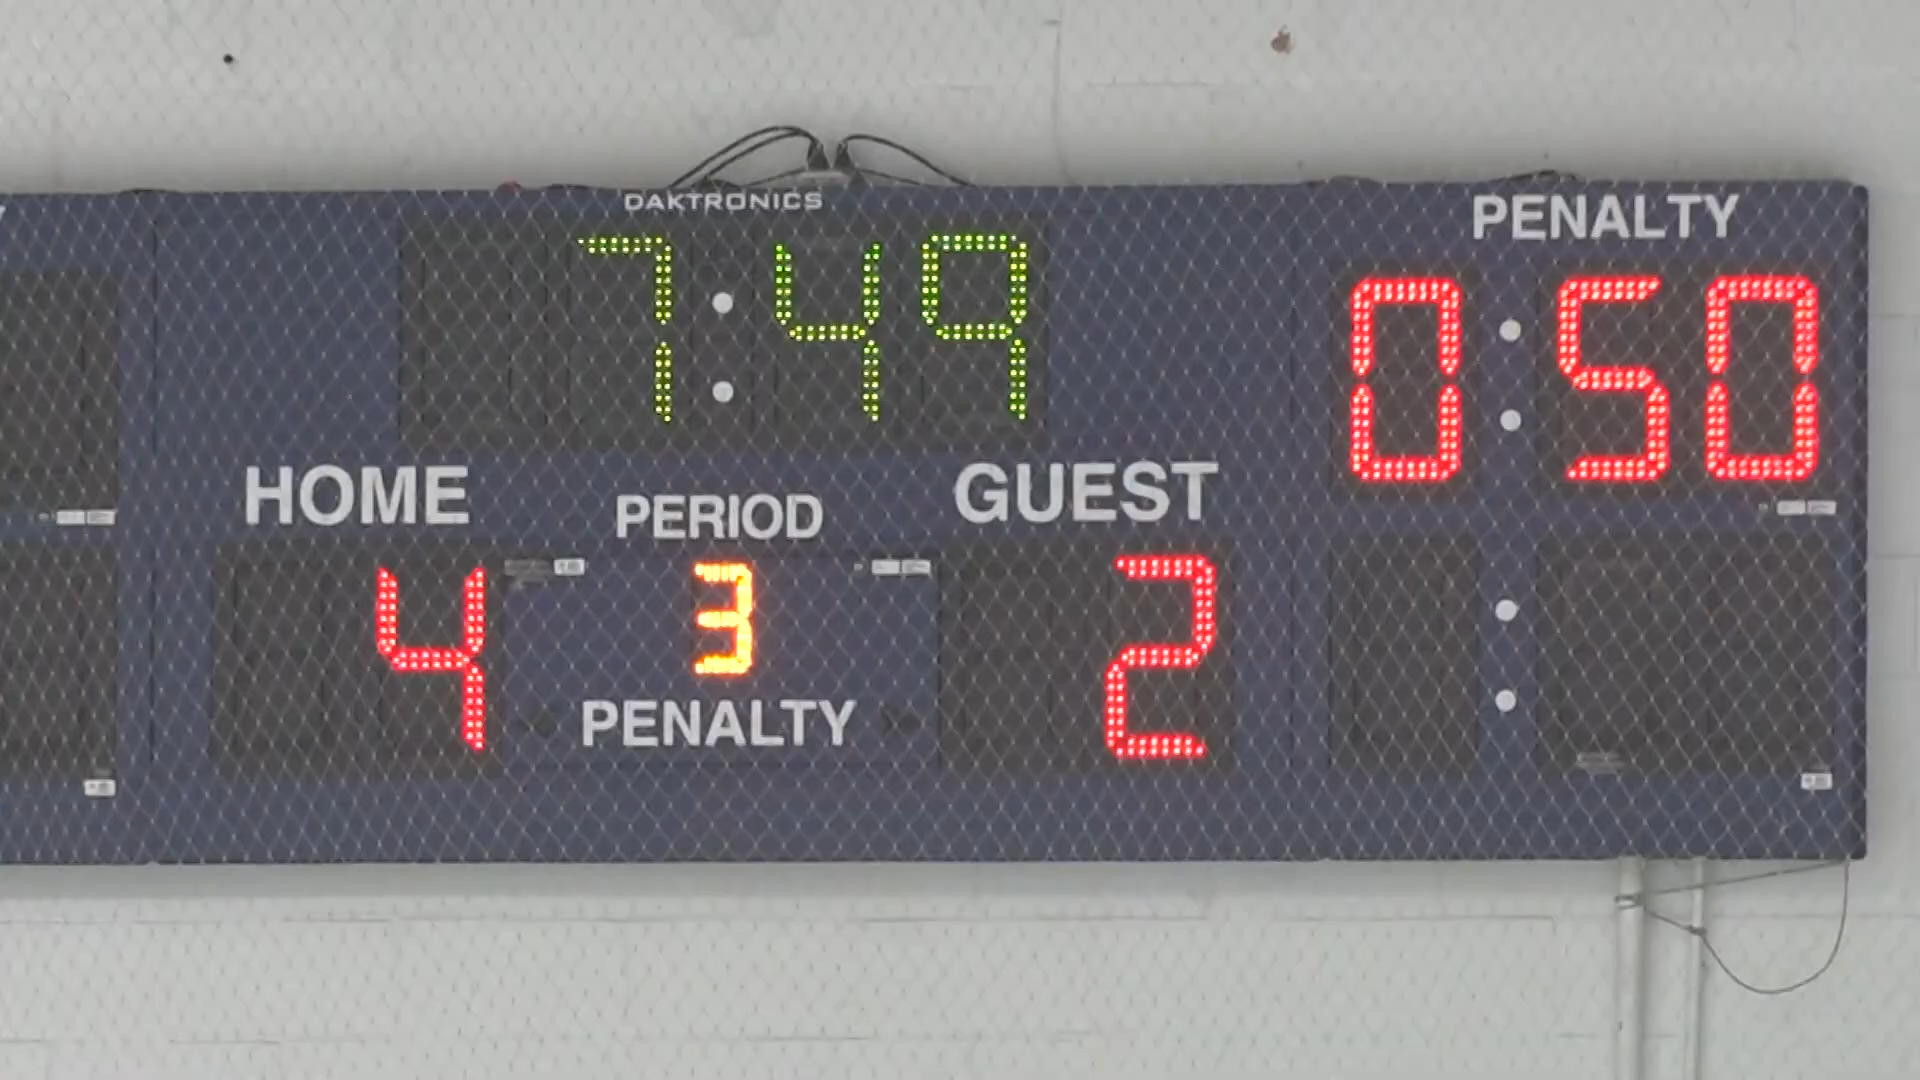 DAKTRONICS
PENALTY
7:49
0:50
HOME
PERIOD
GUEST
4
3
2
PENALTY